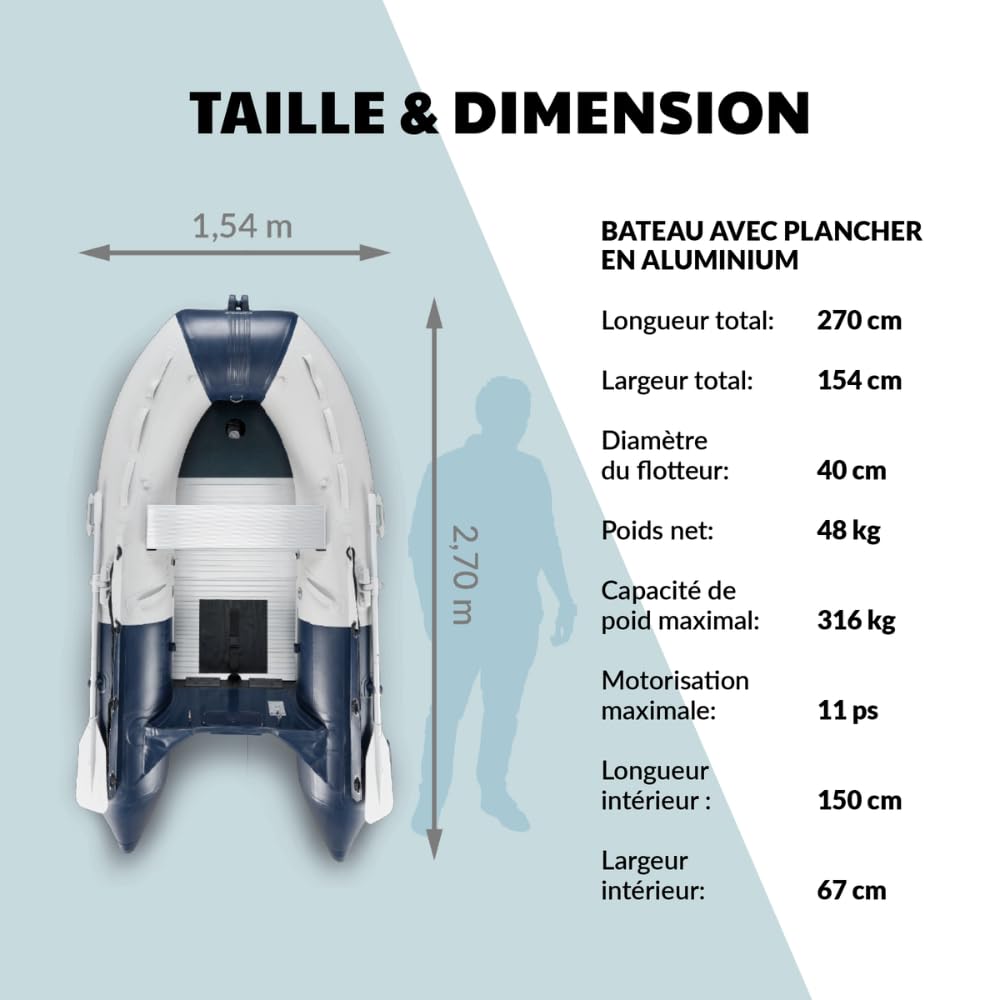 TAILLE & DIMENSION
1,54 m
2,70 m
BATEAU AVEC PLANCHER
EN ALUMINIUM
Longueur total: 270 cm
Largeur total: 154 cm
Diamètre
du flotteur: 40 cm
Poids net: 48 kg
Capacité de
poid maximal: 316 kg
Motorisation
maximale: 11 ps
Longueur
intérieur : 150 cm
Largeur
intérieur: 67 cm